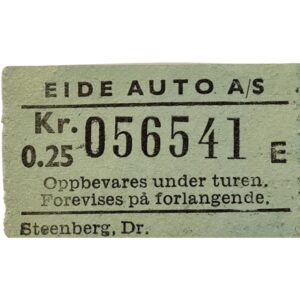 EIDE AUTO A/S
Kr. 056541 E
0.25
Oppbevares under turen.
Forevises på forlangende.
Steenberg, Dr.